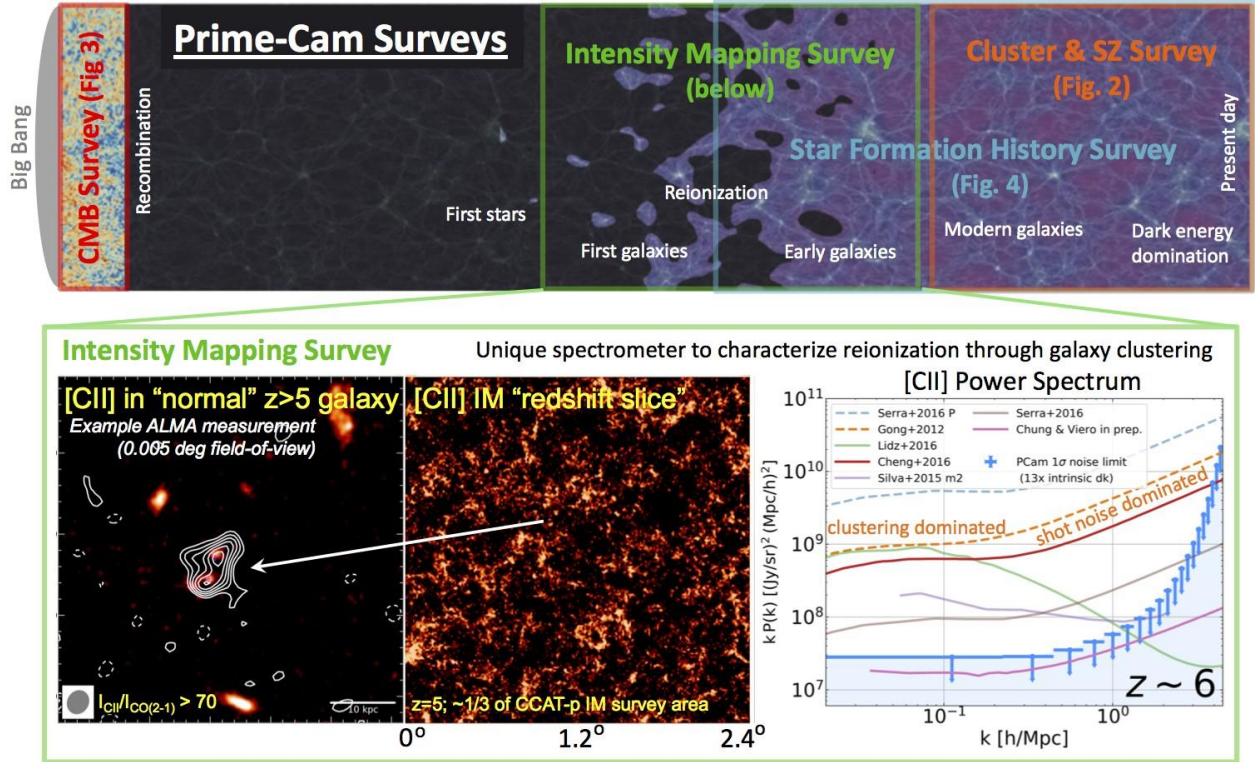 Prime-Cam Surveys
Big Bang
CMB Survey (Fig 3)
Recombination
First stars
Intensity Mapping Survey
(below)
Reionization
First galaxies
Early galaxies
Cluster & SZ Survey
(Fig. 2)
Star Formation History Survey
(Fig. 4)
Modern galaxies
Dark energy
domination
Present day
Intensity Mapping Survey
Unique spectrometer to characterize reionization through galaxy clustering
[CII] in “normal” z>5 galaxy
Example ALMA measurement
(0.005 deg field-of-view)
I_CII/I_CO(2-1) > 70
10 kpc
[CII] IM “redshift slice”
z=5; ~1/3 of CCAT-p IM survey area
0° 1.2° 2.4°
[CII] Power Spectrum
Serra+2016 P
Gong+2012
Lidz+2016
Cheng+2016
Silva+2015 m2
Serra+2016
Chung & Viero in prep.
PCam 1σ noise limit
(13x intrinsic dk)
clustering dominated
shot noise dominated
z ~ 6
k P(k) [(Jy/sr)² (Mpc/h)²]
10¹¹
10¹⁰
10⁹
10⁸
10⁷
10⁻¹ 10⁰
k [h/Mpc]